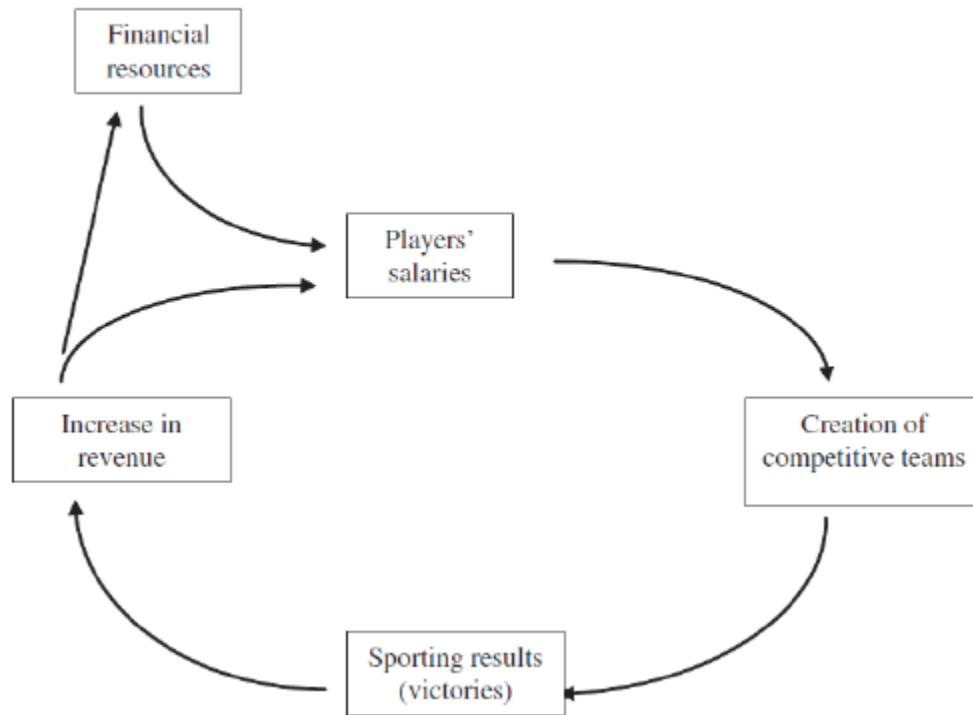 Financial
resources
Players’
salaries
Increase in
revenue
Creation of
competitive teams
Sporting results
(victories)